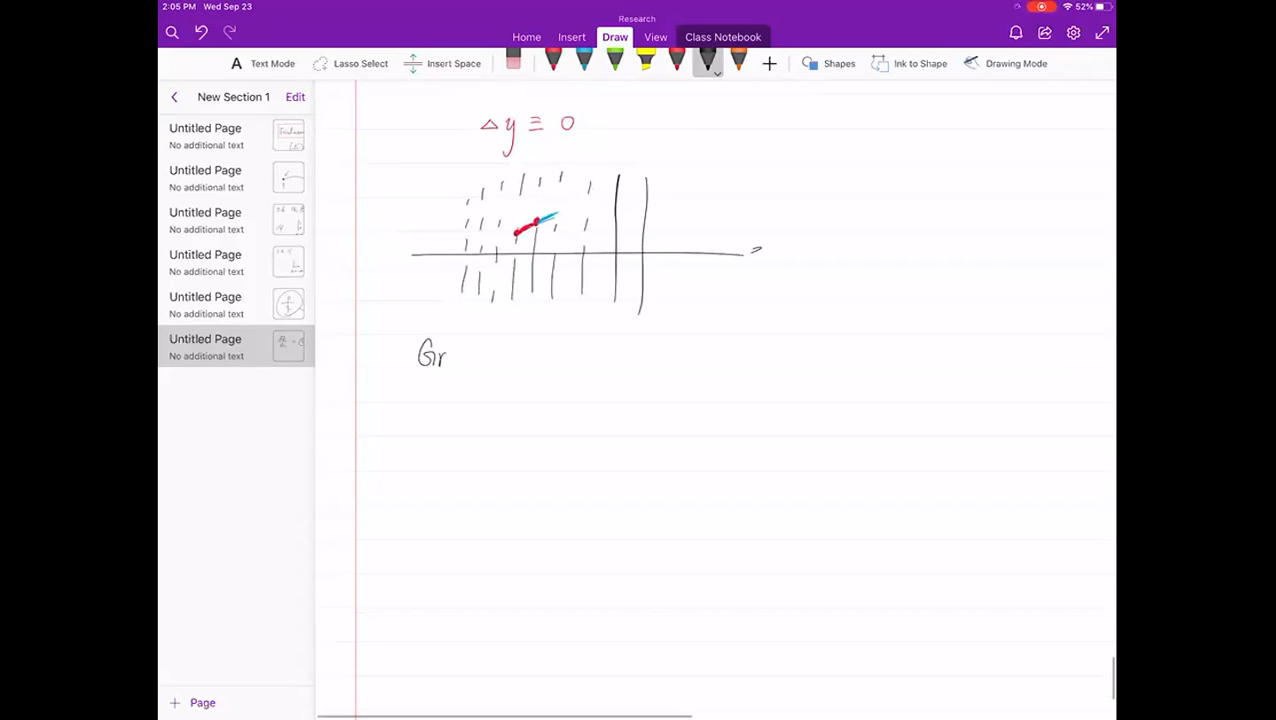 2:05 PM Wed Sep 23
52%
Research
Home Insert Draw View Class Notebook
A Text Mode Lasso Select Insert Space Shapes Ink to Shape Drawing Mode
New Section 1 Edit
Untitled Page
No additional text
Untitled Page
No additional text
Untitled Page
No additional text
Untitled Page
No additional text
Untitled Page
No additional text
Untitled Page
No additional text
+ Page
Δy ≡ 0
Gr